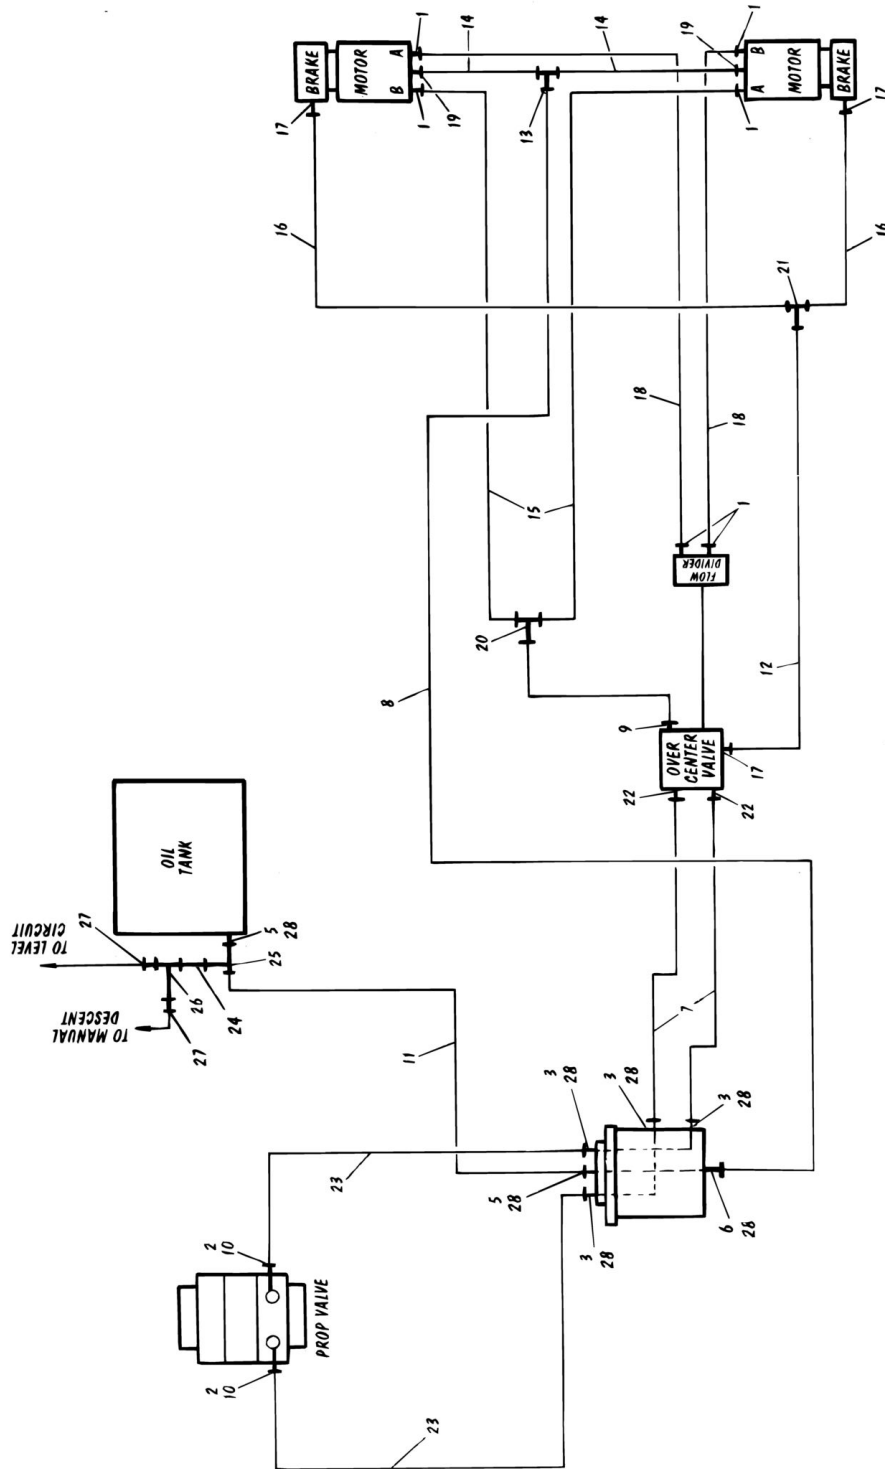 TO LEVEL
CIRCUIT
TO MANUAL
DESCENT
27
26
27
24
25
5
28
OIL
TANK
2
10
2
10
PROP VALVE
23
23
11
3
28
5
28
3
28
3
28
3
28
6
28
7
8
22
22
OVER
CENTER
VALVE
9
17
12
20
15
FLOW
DIVIDER
1
18
18
16
16
21
17
BRAKE
MOTOR
B
A
1
19
1
14
13
14
1
19
1
A
B
MOTOR
BRAKE
17